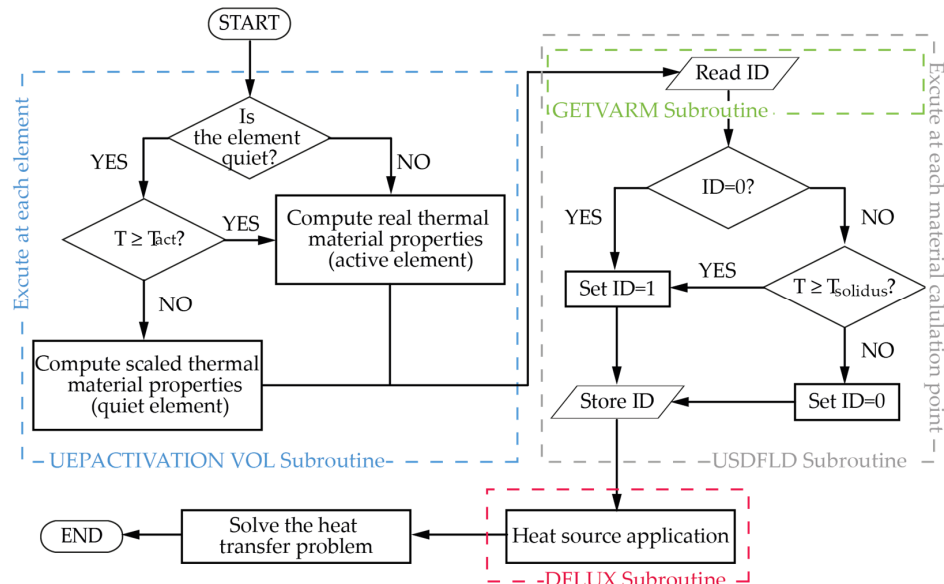 START
Excute at each element
Is
the element
quiet?
YES
NO
T ≥ Tact?
YES
Compute real thermal
material properties
(active element)
NO
Compute scaled thermal
material properties
(quiet element)
UEPACTIVATION VOL Subroutine
Read ID
GETVARM Subroutine
Excute at each material calulation point
ID=0?
YES
NO
Set ID=1
YES
T ≥ Tsolidus?
NO
Store ID
Set ID=0
USDFLD Subroutine
END
Solve the heat
transfer problem
Heat source application
DFLUX Subroutine